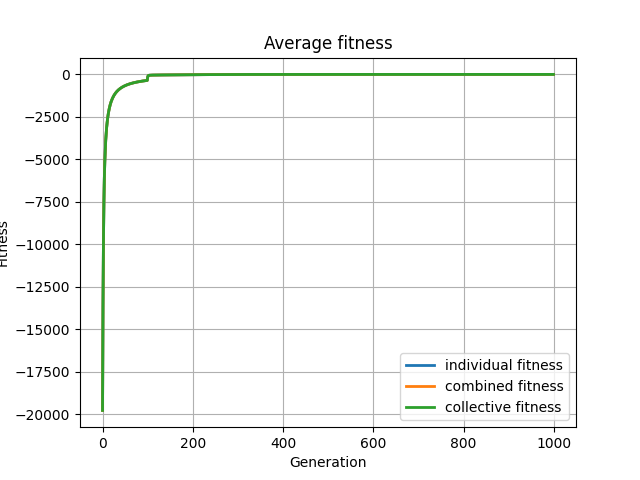 Average fitness
0
−2500
−5000
−7500
−10000
−12500
−15000
−17500
−20000
Fitness
individual fitness
combined fitness
collective fitness
0 200 400 600 800 1000
Generation